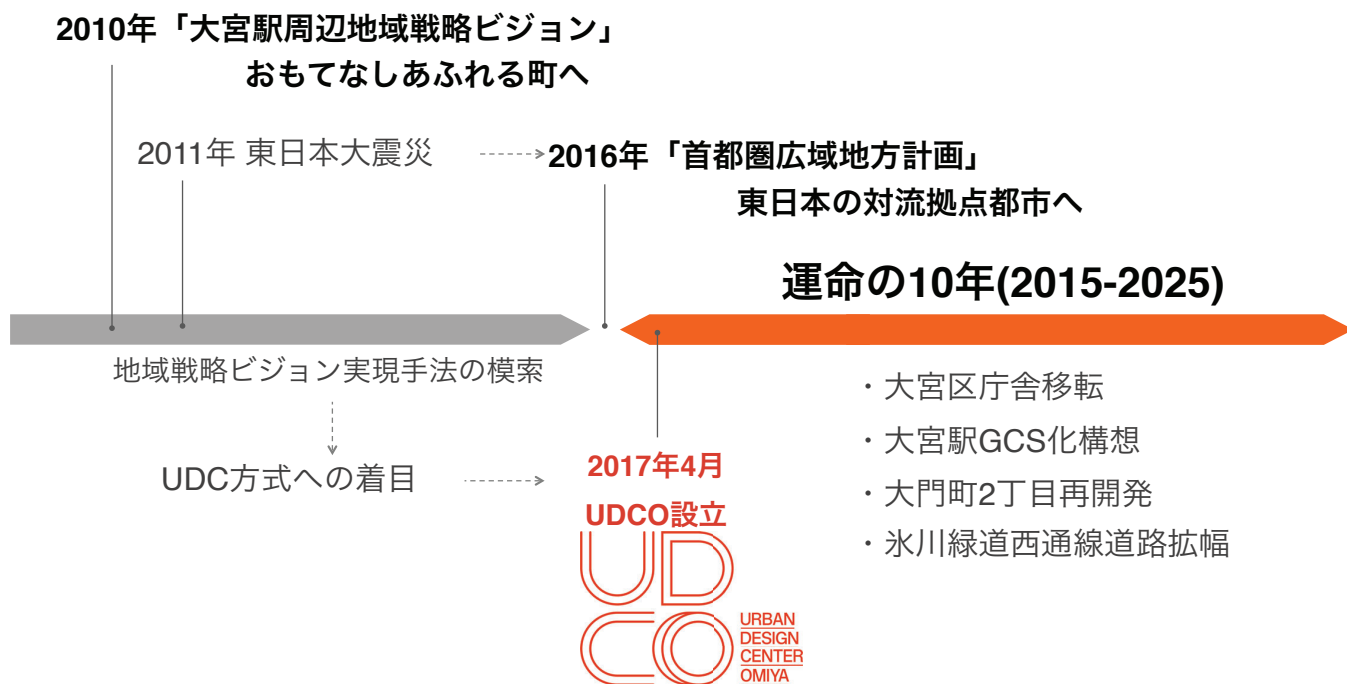 2010年「大宮駅周辺地域戦略ビジョン」
おもてなしあふれる町へ
2011年 東日本大震災
2016年「首都圏広域地方計画」
東日本の対流拠点都市へ
運命の10年(2015-2025)
地域戦略ビジョン実現手法の模索
UDC方式への着目
2017年4月
UDCO設立
UD
CO
URBAN
DESIGN
CENTER
OMIYA
・大宮区庁舎移転
・大宮駅GCS化構想
・大門町2丁目再開発
・氷川緑道西通線道路拡幅